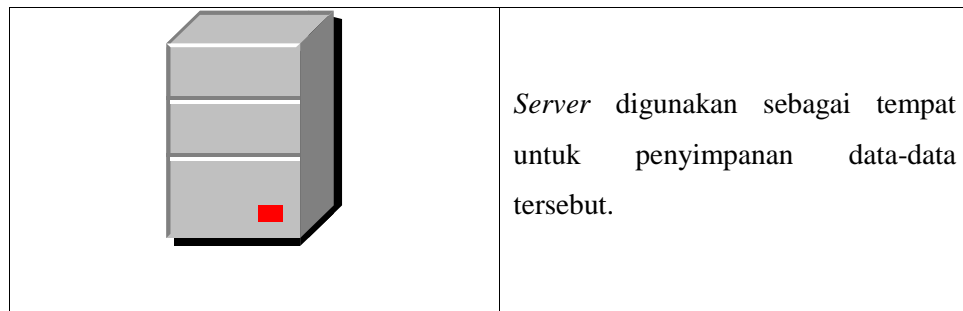 Server digunakan sebagai tempat
untuk penyimpanan data-data
tersebut.